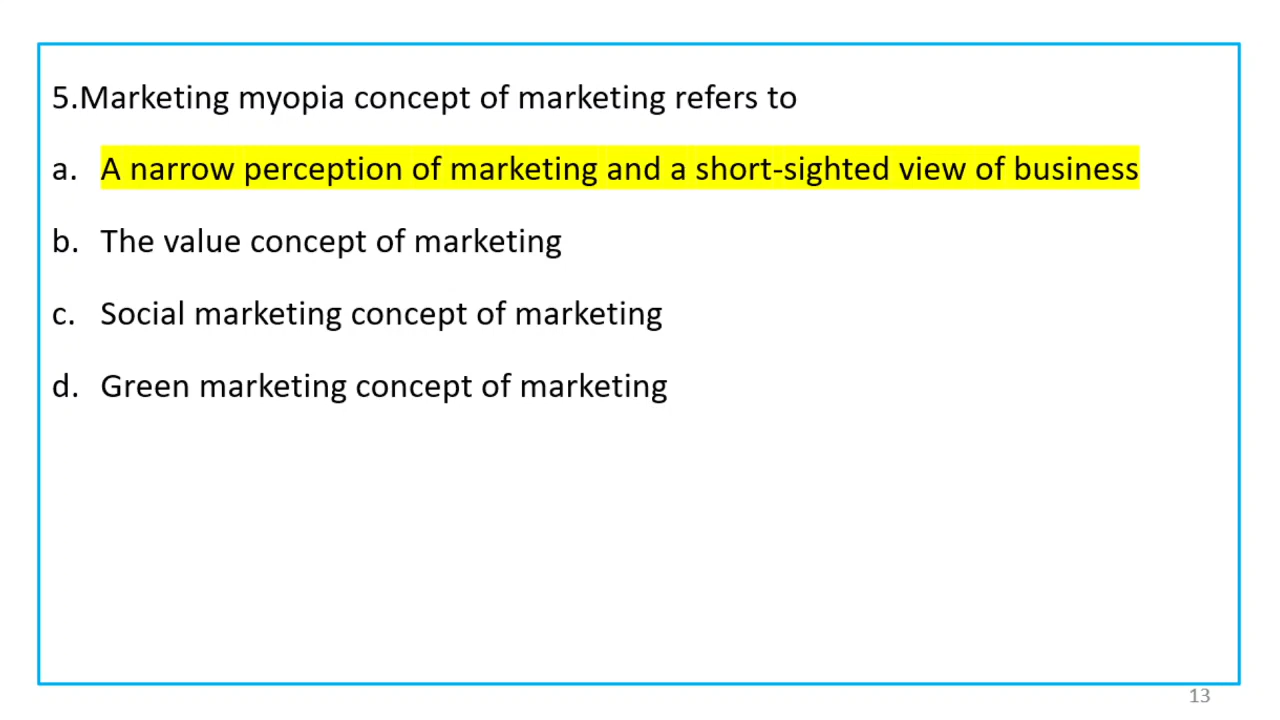 5.Marketing myopia concept of marketing refers to
a. A narrow perception of marketing and a short-sighted view of business
b. The value concept of marketing
c. Social marketing concept of marketing
d. Green marketing concept of marketing
13